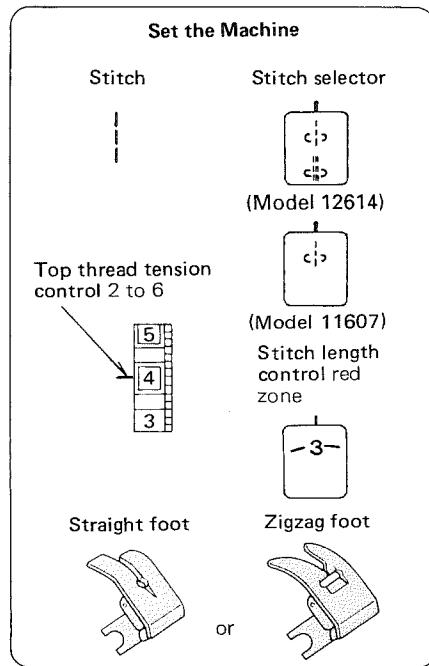 Set the Machine
Stitch
Stitch selector
(Model 12614)
(Model 11607)
Top thread tension
control 2 to 6
5
4
3
Stitch length
control red
zone
-3-
Straight foot
or
Zigzag foot